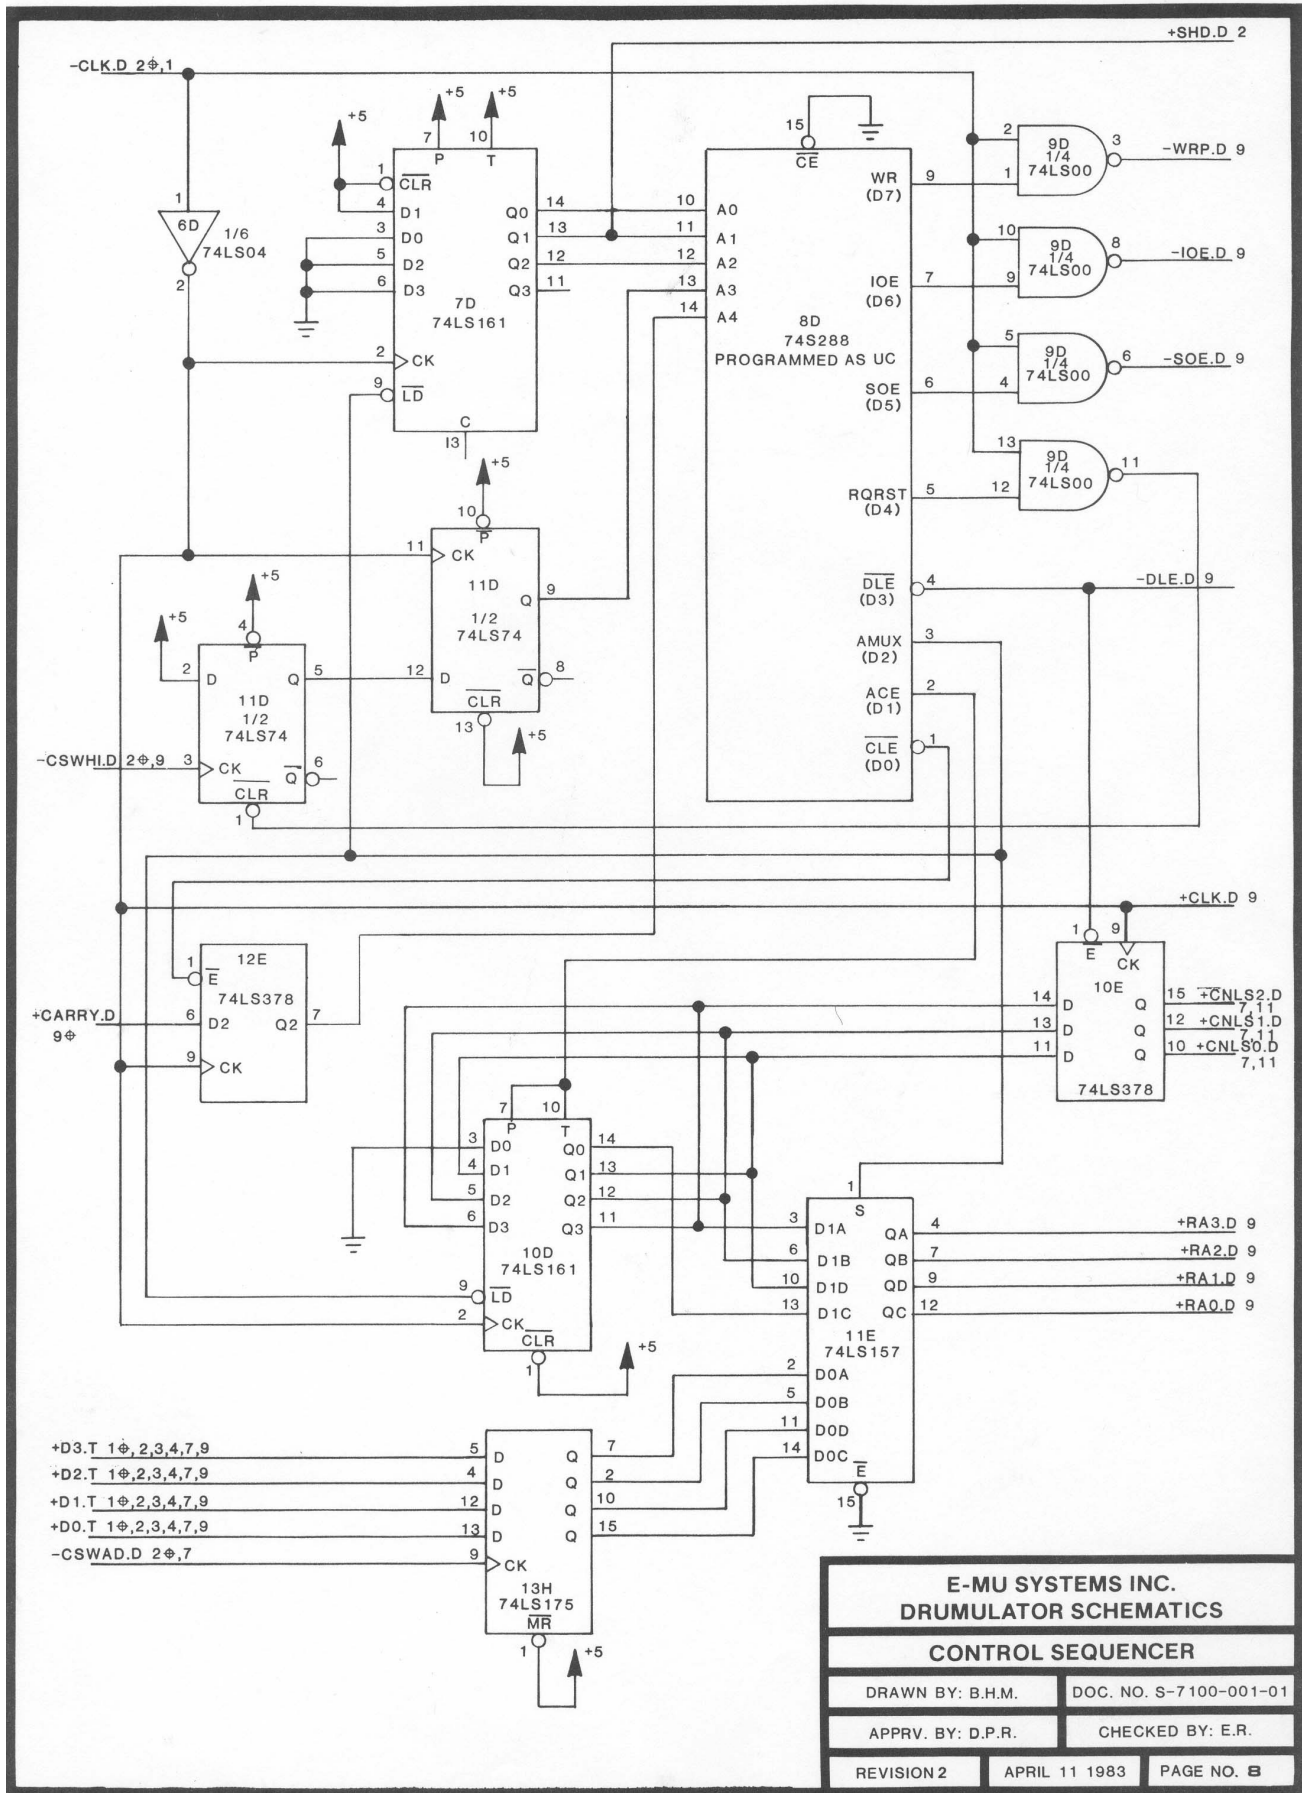 +SHD.D 2
-CLK.D 2⌖,1
+5
+5
+5
7
10
P
T
1
CLR
4
D1
3
D0
5
D2
6
D3
Q0
14
Q1
13
Q2
12
Q3
11
7D
74LS161
2
CK
9
LD
C
13
1
6D
1/6
74LS04
2
15
CE
10
A0
11
A1
12
A2
13
A3
14
A4
8D
74S288
PROGRAMMED AS UC
WR
(D7)
9
IOE
(D6)
7
SOE
(D5)
6
RQRST
(D4)
5
DLE
(D3)
4
AMUX
(D2)
3
ACE
(D1)
2
CLE
(D0)
1
2
1
9D
1/4
74LS00
3
-WRP.D 9
10
9
9D
1/4
74LS00
8
-IOE.D 9
5
4
9D
1/4
74LS00
6
-SOE.D 9
13
12
9D
1/4
74LS00
11
-DLE.D 9
+5
10
P
11
CK
11D
1/2
74LS74
Q
9
12
D
Q
8
CLR
13
+5
+5
+5
4
P
2
D
Q
5
11D
1/2
74LS74
-CSWHI.D 2⌖,9
3
CK
Q
6
CLR
1
+CLK.D 9
1
E
12E
74LS378
+CARRY.D
9⌖
6
D2
Q2
7
9
CK
1
9
E
CK
10E
14
D
Q
15
+CNLS2.D
7,11
13
D
Q
12
+CNLS1.D
7,11
11
D
Q
10
+CNLS0.D
7,11
74LS378
7
10
P
T
3
D0
Q0
14
4
D1
Q1
13
5
D2
Q2
12
6
D3
Q3
11
10D
74LS161
9
LD
2
CK
CLR
1
+5
1
S
3
D1A
QA
4
+RA3.D 9
6
D1B
QB
7
+RA2.D 9
10
D1D
QD
9
+RA1.D 9
13
D1C
QC
12
+RA0.D 9
11E
74LS157
2
D0A
5
D0B
11
D0D
14
D0C
E
15
+D3.T 1⌖,2,3,4,7,9
5
D
Q
7
+D2.T 1⌖,2,3,4,7,9
4
D
Q
2
+D1.T 1⌖,2,3,4,7,9
12
D
Q
10
+D0.T 1⌖,2,3,4,7,9
13
D
Q
15
-CSWAD.D 2⌖,7
9
CK
13H
74LS175
MR
1
+5
E-MU SYSTEMS INC.
DRUMULATOR SCHEMATICS
CONTROL SEQUENCER
DRAWN BY: B.H.M.
DOC. NO. S-7100-001-01
APPRV. BY: D.P.R.
CHECKED BY: E.R.
REVISION 2
APRIL 11 1983
PAGE NO. 8